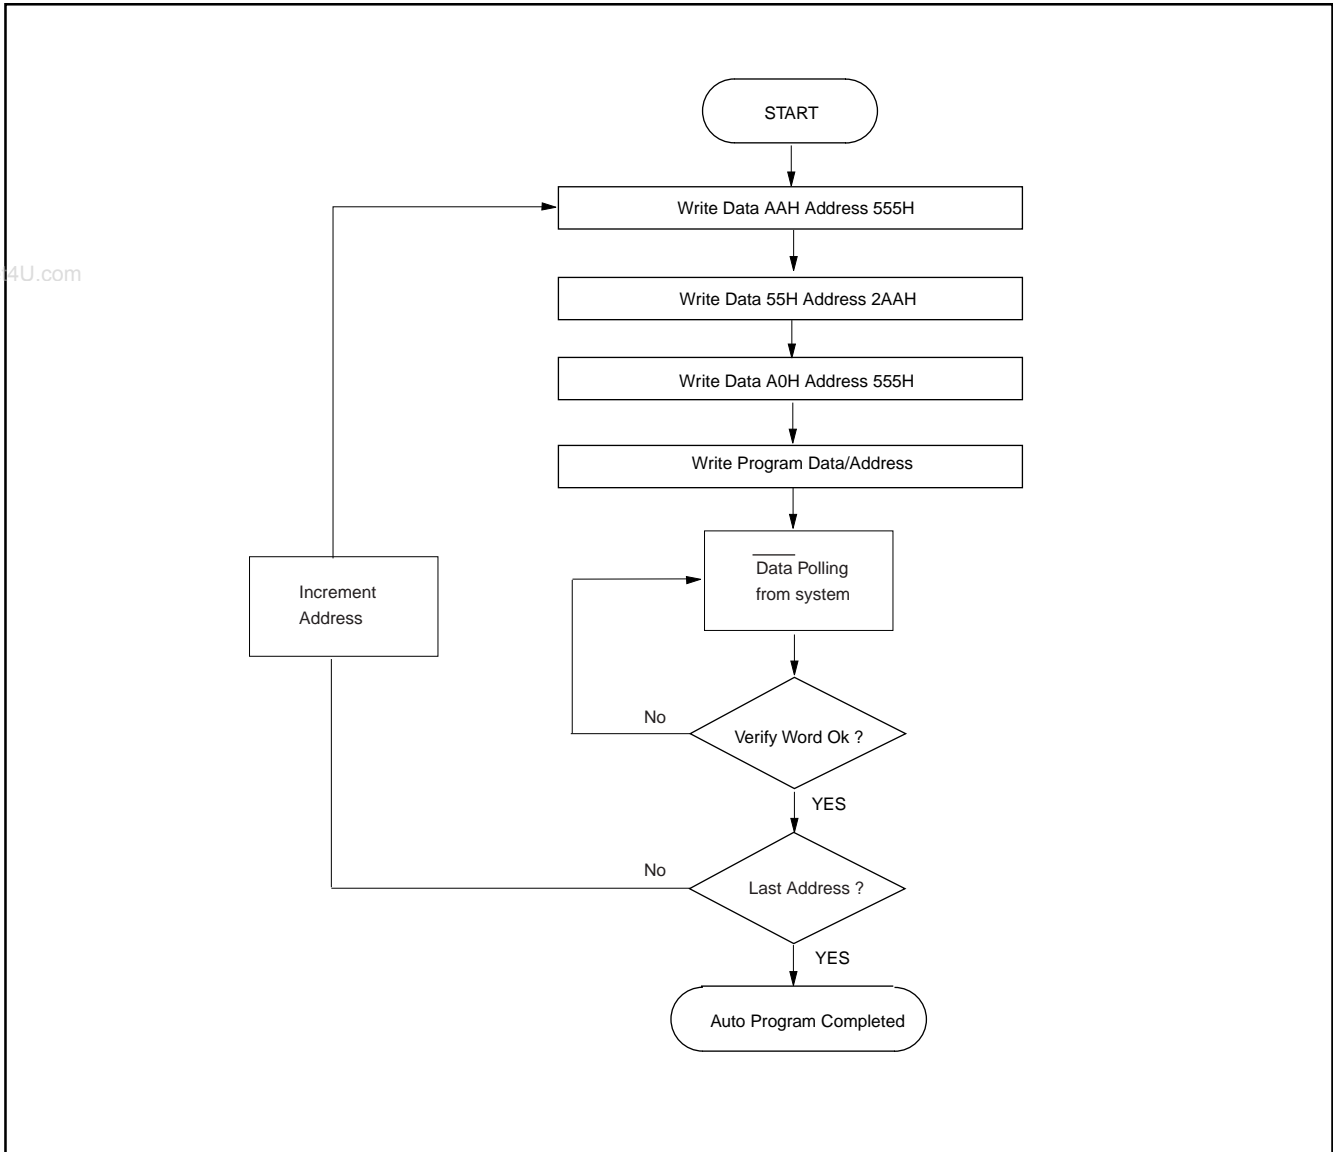 START
Write Data AAH Address 555H
4U.com
Write Data 55H Address 2AAH
Write Data A0H Address 555H
Write Program Data/Address
Data Polling
from system
Increment
Address
No
Verify Word Ok ?
YES
No
Last Address ?
YES
Auto Program Completed